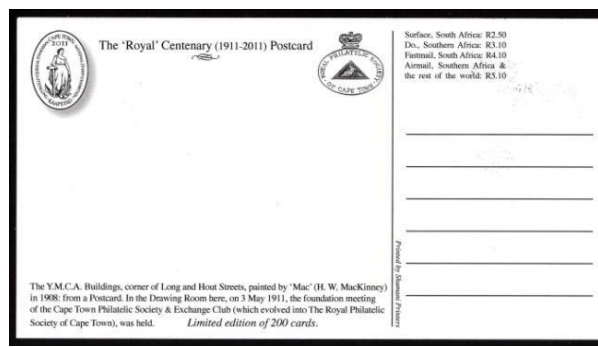 CAPE TOWN
2011
KAAPSTAD
The 'Royal' Centenary (1911-2011) Postcard
ROYAL PHILATELIC SOCIETY
OF CAPE TOWN
Surface, South Africa: R2.50
Do., Southern Africa: R3.10
Fastmail, South Africa: R4.10
Airmail, Southern Africa &
the rest of the world: R5.10
Printed by Shumani Printers
The Y.M.C.A. Buildings, corner of Long and Hout Streets, painted by 'Mac' (H. W. MacKinney)
in 1908: from a Postcard. In the Drawing Room here, on 3 May 1911, the foundation meeting
of the Cape Town Philatelic Society & Exchange Club (which evolved into The Royal Philatelic
Society of Cape Town), was held. Limited edition of 200 cards.